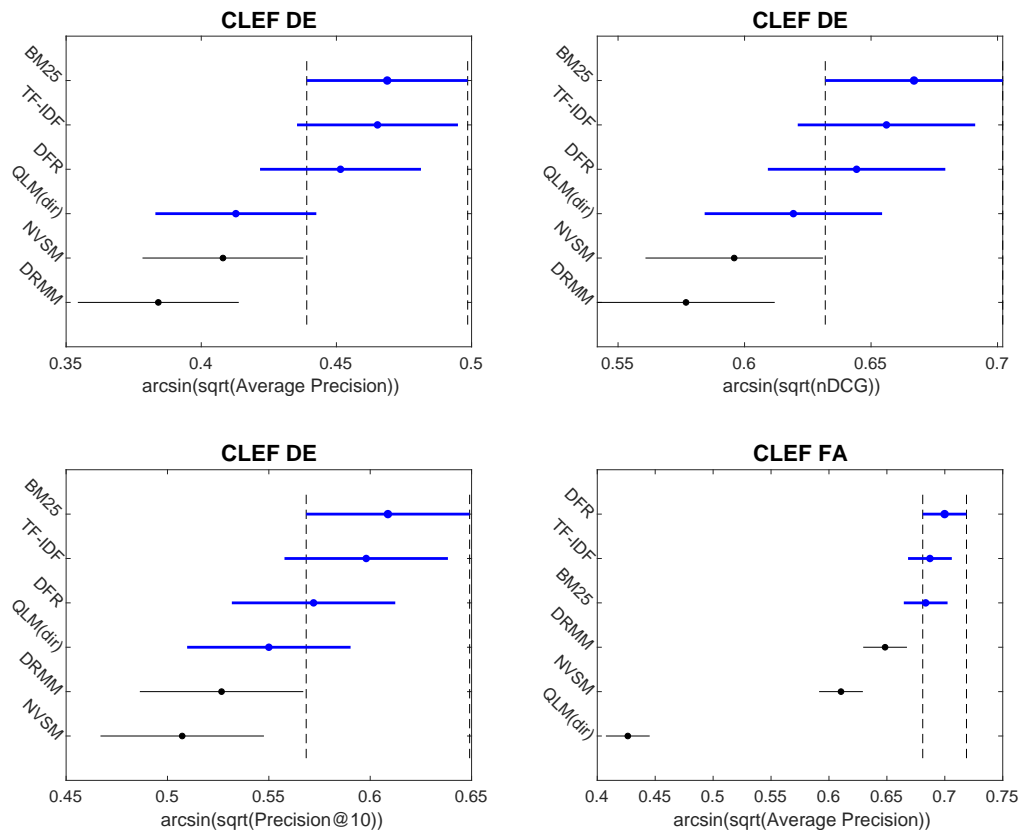 CLEF DE
BM25
TF-IDF
DFR
QLM(dir)
NVSM
DRMM
0.35 0.4 0.45 0.5
arcsin(sqrt(Average Precision))
CLEF DE
BM25
TF-IDF
DFR
QLM(dir)
NVSM
DRMM
0.55 0.6 0.65 0.7
arcsin(sqrt(nDCG))
CLEF DE
BM25
TF-IDF
DFR
QLM(dir)
DRMM
NVSM
0.45 0.5 0.55 0.6 0.65
arcsin(sqrt(Precision@10))
CLEF FA
DFR
TF-IDF
BM25
DRMM
NVSM
QLM(dir)
0.4 0.45 0.5 0.55 0.6 0.65 0.7 0.75
arcsin(sqrt(Average Precision))